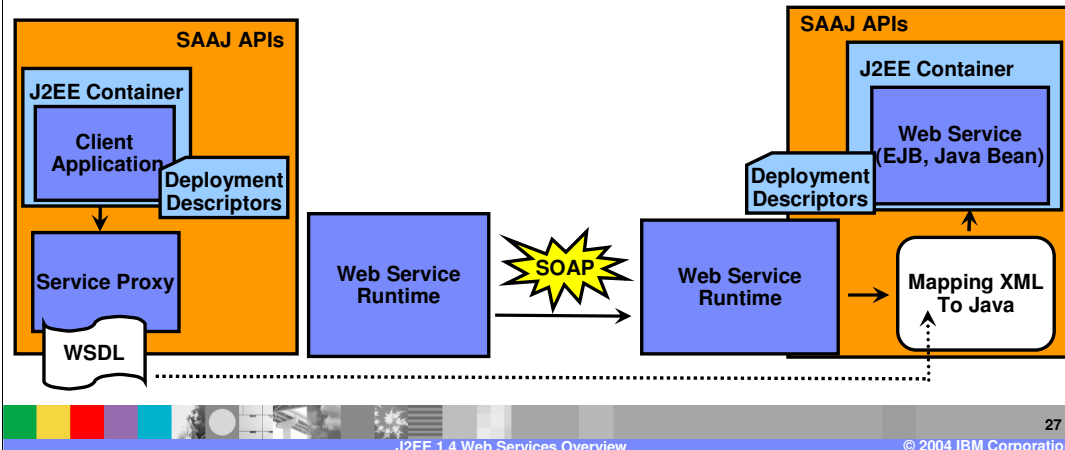 SAAJ APIs
J2EE Container
Client
Application
Deployment
Descriptors
Service Proxy
WSDL
Web Service
Runtime
SOAP
SAAJ APIs
J2EE Container
Web Service
(EJB, Java Bean)
Deployment
Descriptors
Web Service
Runtime
Mapping XML
To Java
27
J2EE 1.4 Web Services Overview
© 2004 IBM Corporatio